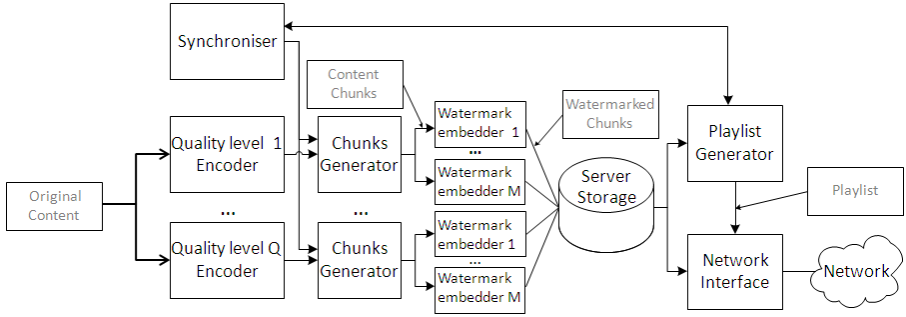 Synchroniser
Content
Chunks
Watermarked
Chunks
Original
Content
Quality level 1
Encoder
...
Quality level Q
Encoder
Chunks
Generator
...
Chunks
Generator
Watermark
embedder 1
...
Watermark
embedder M
Watermark
embedder 1
...
Watermark
embedder M
Server
Storage
Playlist
Generator
Playlist
Network
Interface
Network